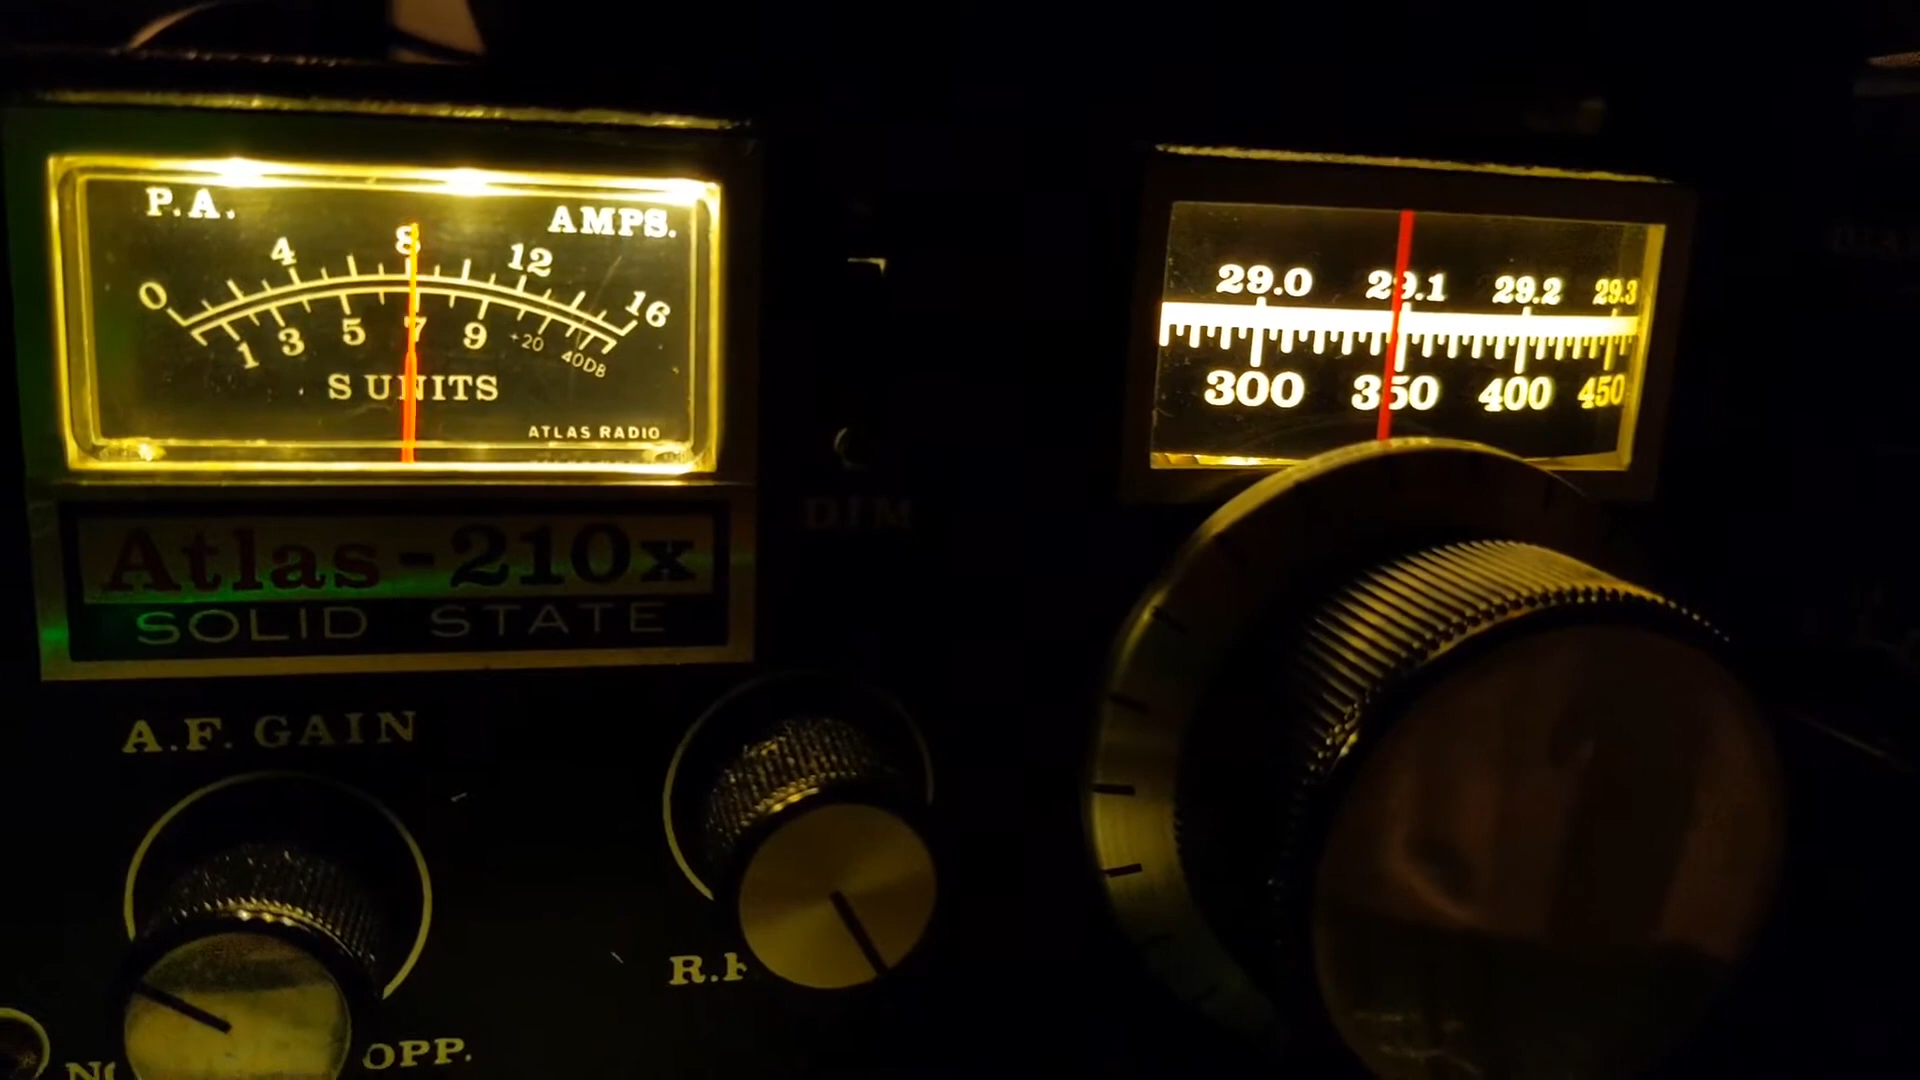 P.A. AMPS.
0 4 8 12 16
1 3 5 7 9 +20 40DB
S UNITS
ATLAS RADIO
Atlas-210x
SOLID STATE
DIM
29.0 29.1 29.2 29.3
300 350 400 450
A.F. GAIN
R.F
OPP.